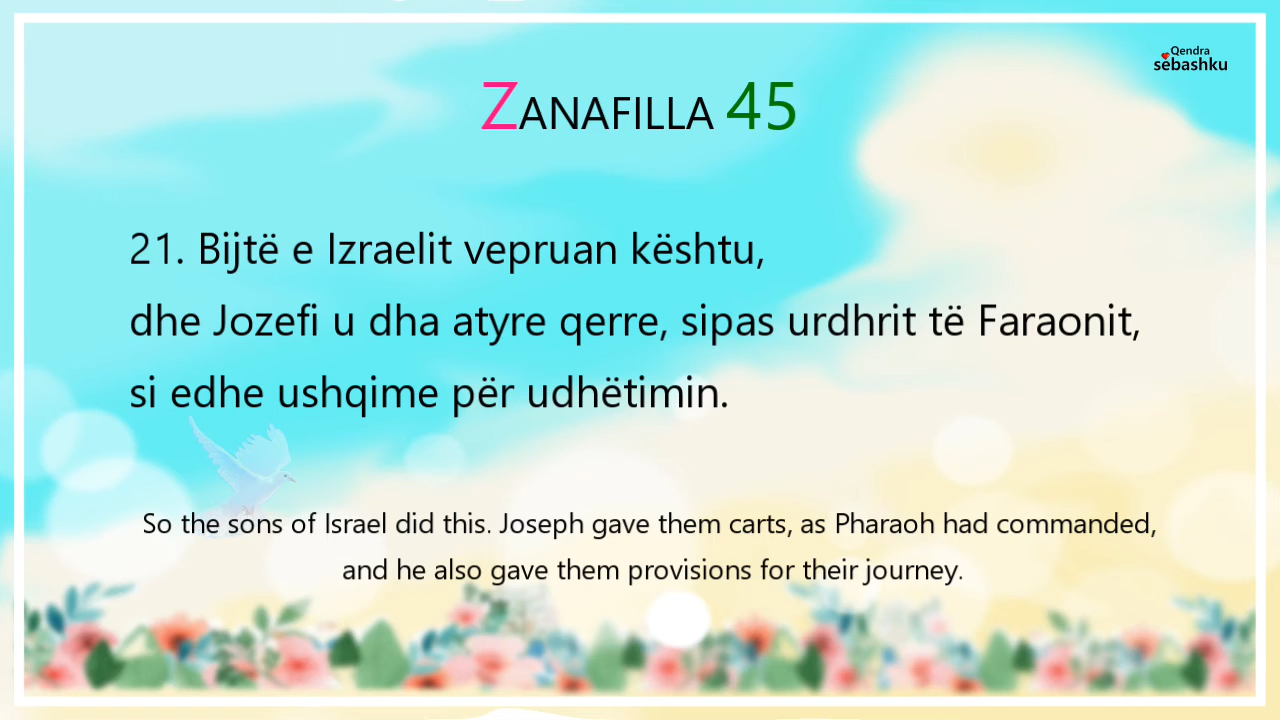 Qendra
sëbashku
ZANAFILLA 45
21. Bijtë e Izraelit vepruan kështu,
dhe Jozefi u dha atyre qerre, sipas urdhrit të Faraonit,
si edhe ushqime për udhëtimin.
So the sons of Israel did this. Joseph gave them carts, as Pharaoh had commanded,
and he also gave them provisions for their journey.